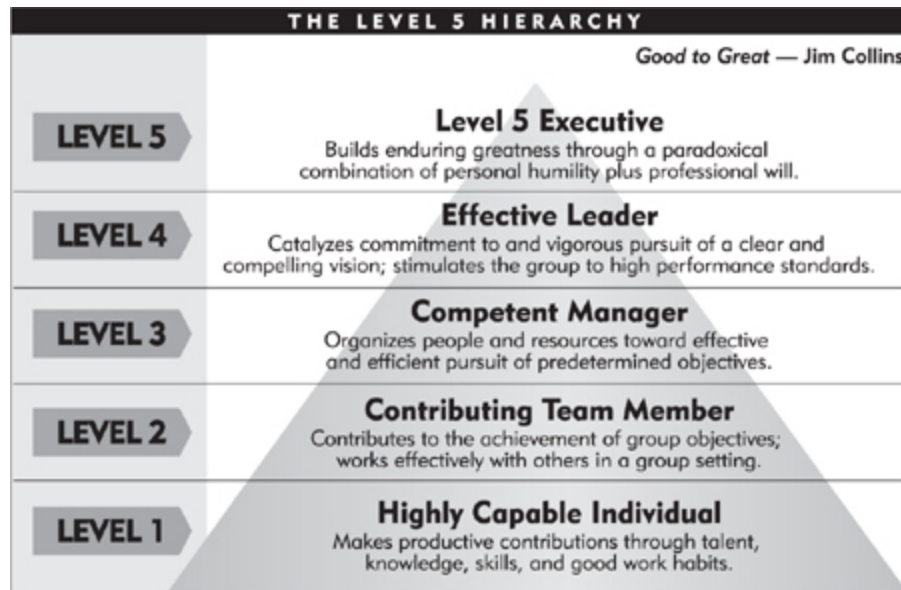 THE LEVEL 5 HIERARCHY
Good to Great — Jim Collins
LEVEL 5
Level 5 Executive
Builds enduring greatness through a paradoxical
combination of personal humility plus professional will.
LEVEL 4
Effective Leader
Catalyzes commitment to and vigorous pursuit of a clear and
compelling vision; stimulates the group to high performance standards.
LEVEL 3
Competent Manager
Organizes people and resources toward effective
and efficient pursuit of predetermined objectives.
LEVEL 2
Contributing Team Member
Contributes to the achievement of group objectives;
works effectively with others in a group setting.
LEVEL 1
Highly Capable Individual
Makes productive contributions through talent,
knowledge, skills, and good work habits.